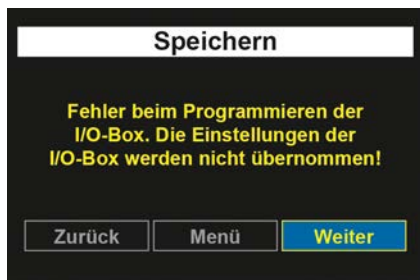 Speichern
Fehler beim Programmieren der
I/O-Box. Die Einstellungen der
I/O-Box werden nicht übernommen!
Zurück Menü Weiter